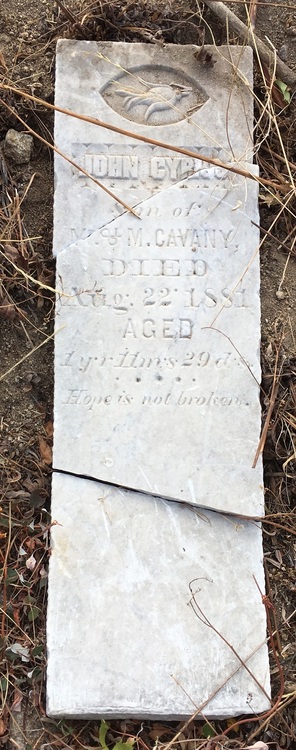 JOHN CYRUS
son of
M. & M. CAVANY,
DIED
Aug. 22 1881
AGED
1 yr 11 ms 29 ds.
Hope is not broken.